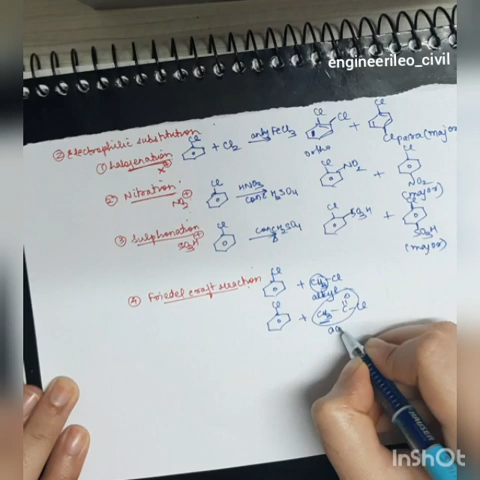 engineerileo_civil
② Electrophilic substitution
① halogenation Cl + Cl2 anhy FeCl3 Cl Cl + Cl
X⊕ ortho Cl para (major)
② Nitration Cl HNO3 Cl NO2 + Cl
NO2⊕ conc H2SO4 NO2 (major)
③ Sulphonation Cl conc H2SO4 Cl SO3H + Cl
SO3H⊕ Δ SO3H (major)
④ Friedel craft reaction Cl + CH3-Cl
alkyl
Cl + CH3-C-Cl
O
InShOt